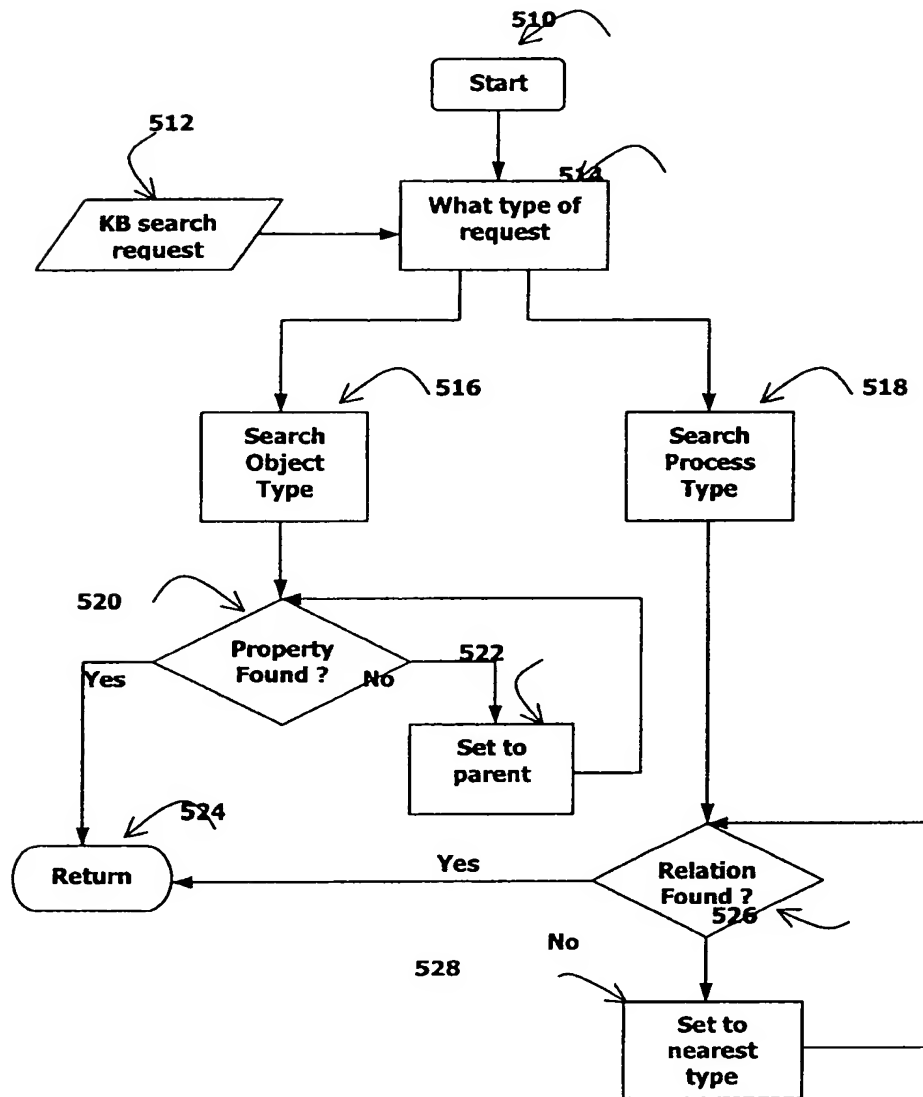 510
Start
512
514
KB search
request
What type of
request
516
518
Search
Object
Type
Search
Process
Type
520
Property
Found ?
522
Yes
No
Set to
parent
524
Return
Yes
Relation
Found ?
526
No
528
Set to
nearest
type